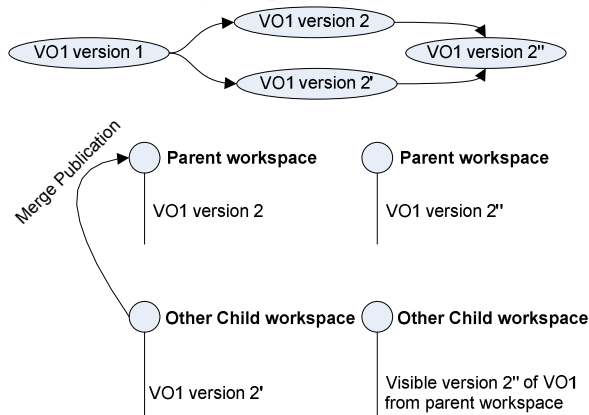 VO1 version 2
VO1 version 1
VO1 version 2"
VO1 version 2'
Merge Publication
Parent workspace
Parent workspace
VO1 version 2
VO1 version 2"
Other Child workspace
Other Child workspace
VO1 version 2'
Visible version 2" of VO1
from parent workspace